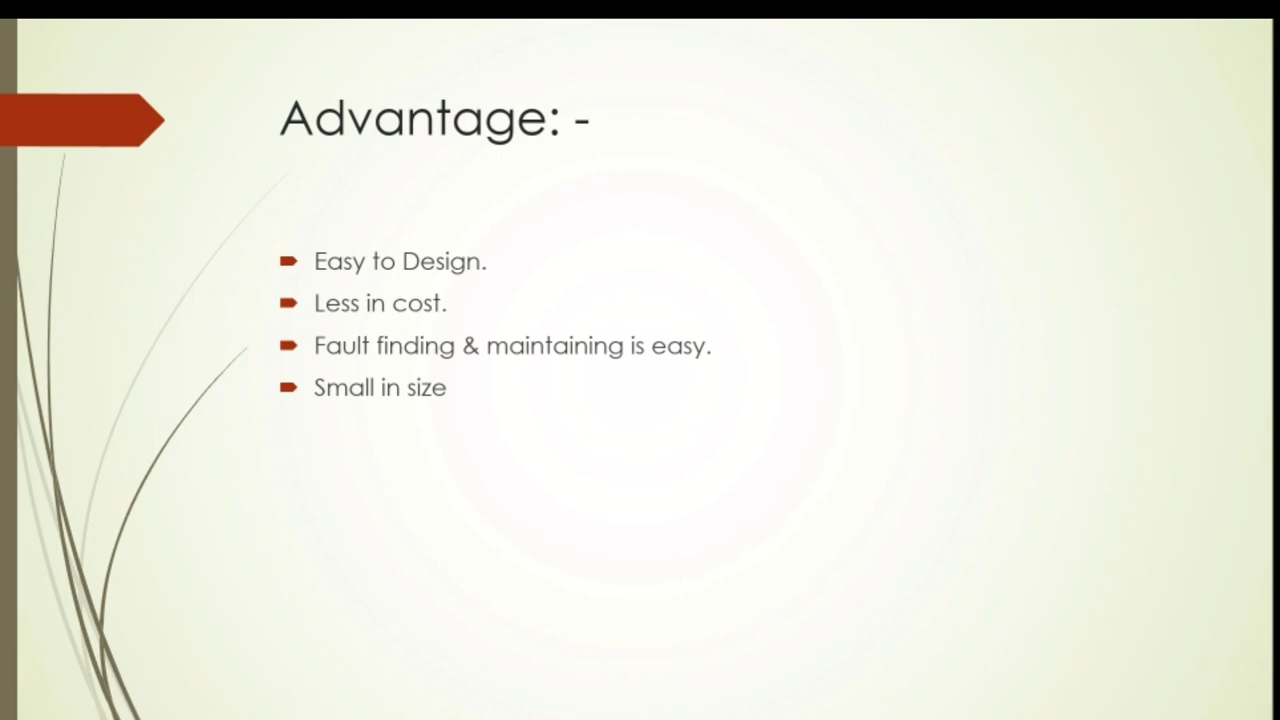 Advantage: -
Easy to Design.
Less in cost.
Fault finding & maintaining is easy.
Small in size